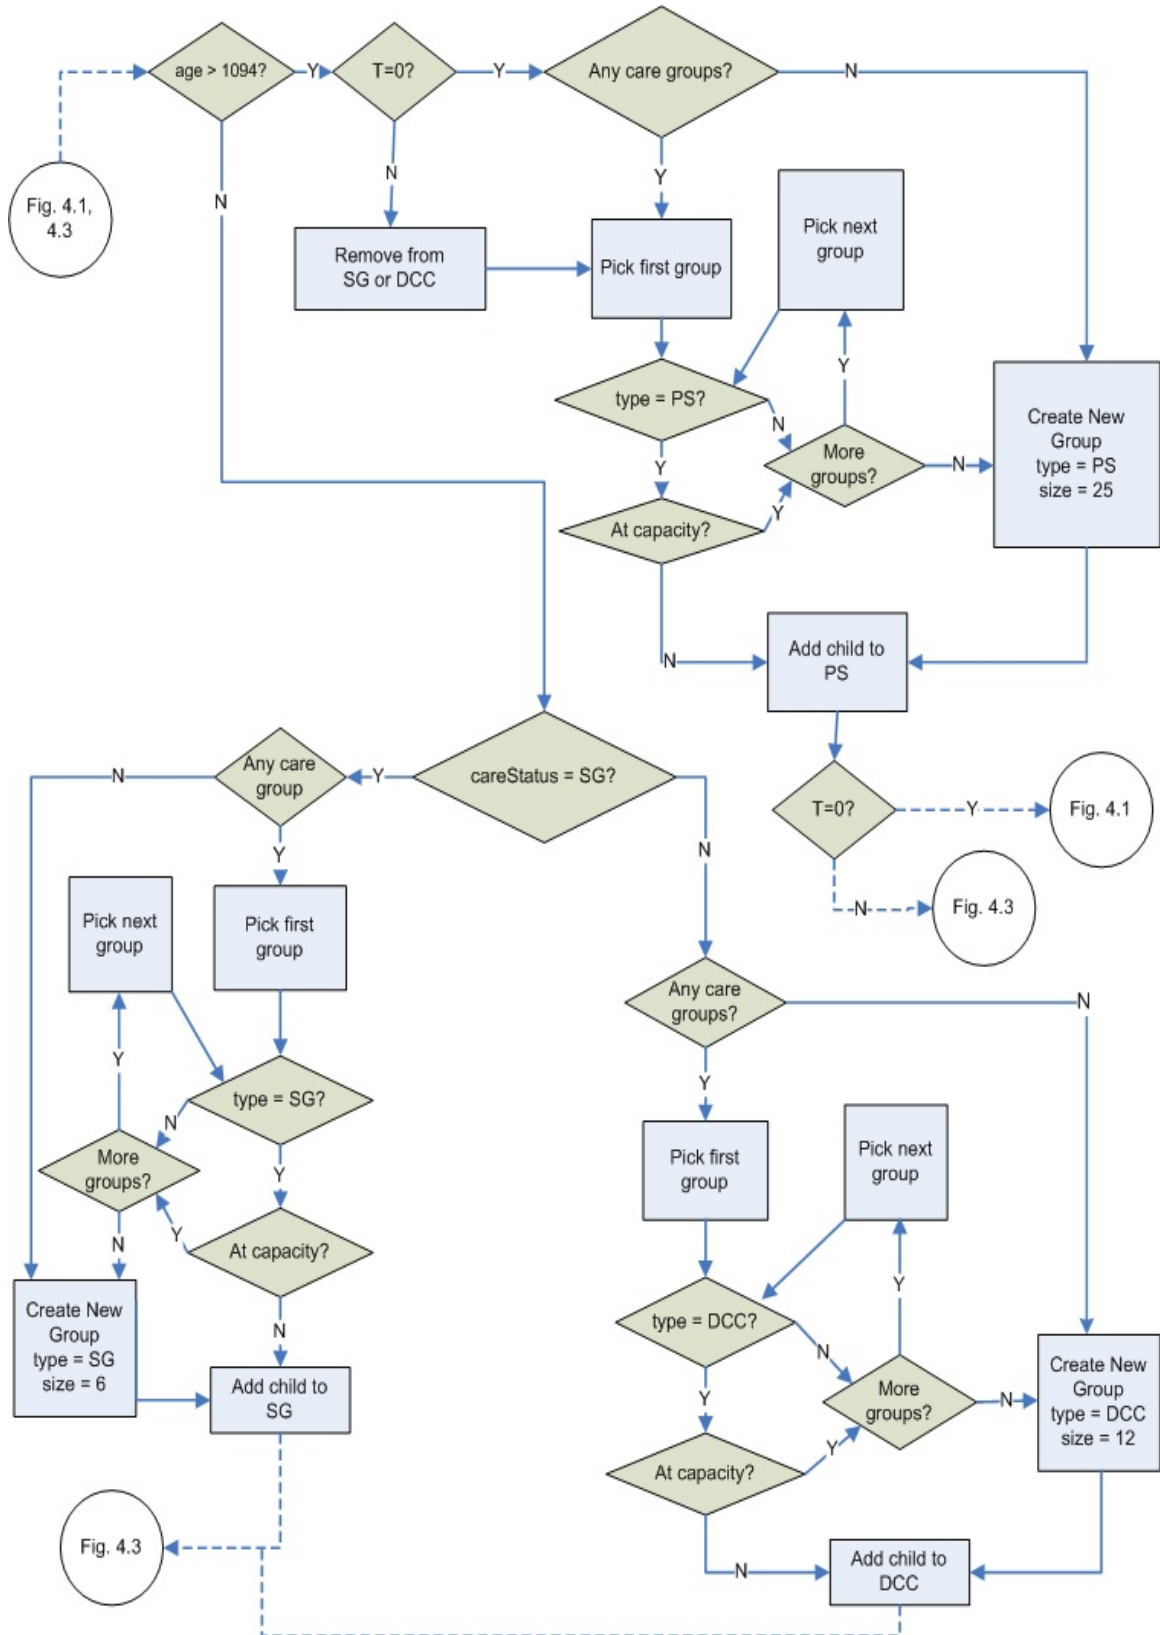 age > 1094?
Y
T=0?
Y
Any care groups?
N
N
N
Y
Fig. 4.1,
4.3
Remove from
SG or DCC
Pick first group
Pick next
group
Y
type = PS?
N
More
groups?
N
Create New
Group
type = PS
size = 25
Y
At capacity?
Y
N
Add child to
PS
Any care
group
N
Y
careStatus = SG?
N
T=0?
Y
Fig. 4.1
N
Fig. 4.3
Y
Pick next
group
Pick first
group
Any care
groups?
N
Y
type = SG?
N
Y
More
groups?
Y
At capacity?
Y
N
Create New
Group
type = SG
size = 6
N
Add child to
SG
Y
Pick first
group
Pick next
group
Y
type = DCC?
N
More
groups?
N
Create New
Group
type = DCC
size = 12
Y
At capacity?
Y
N
Add child to
DCC
Fig. 4.3